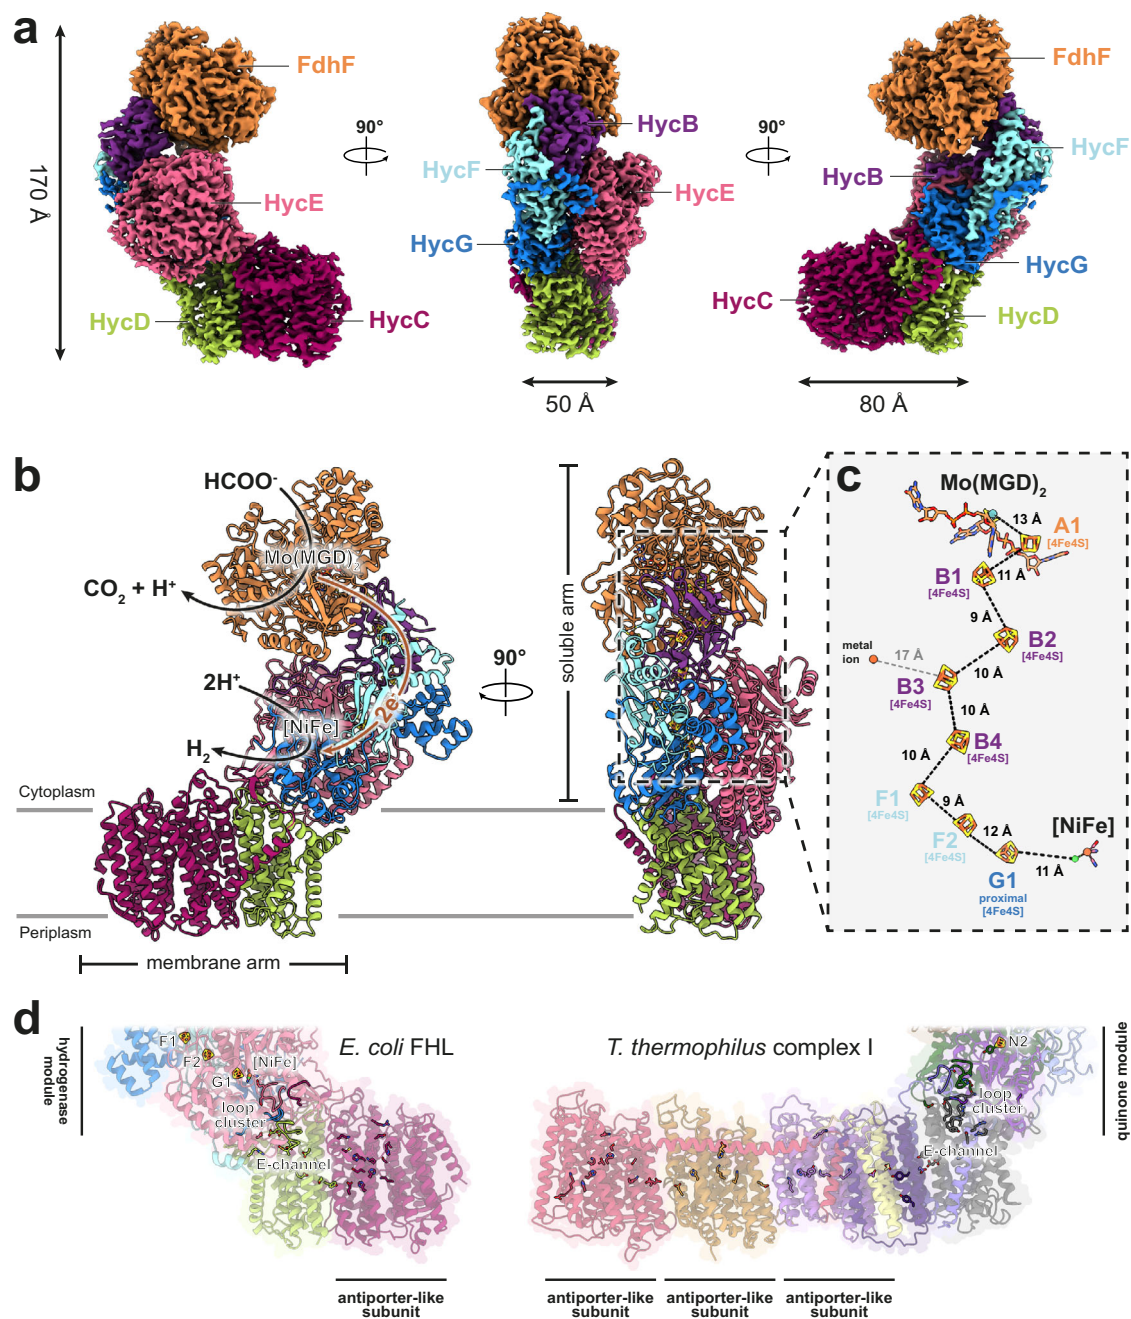 a
170 Å
FdhF
HycE
HycD
HycC
90°
HycB
HycF
HycE
HycG
50 Å
90°
FdhF
HycF
HycB
HycG
HycC
HycD
80 Å
b
HCOO-
Mo(MGD)2
CO2 + H+
2H+
[NiFe]
H2
2e-
Cytoplasm
Periplasm
membrane arm
90°
soluble arm
c
Mo(MGD)2
13 Å
A1
[4Fe4S]
11 Å
B1
[4Fe4S]
9 Å
B2
[4Fe4S]
metal
ion
17 Å
10 Å
B3
[4Fe4S]
10 Å
B4
[4Fe4S]
10 Å
F1
[4Fe4S]
9 Å
F2
[4Fe4S]
12 Å
[NiFe]
11 Å
G1
proximal
[4Fe4S]
d
hydrogenase
module
F1
F2
G1
[NiFe]
loop
cluster
E-channel
E. coli FHL
antiporter-like
subunit
T. thermophilus complex I
N2
loop
cluster
E-channel
quinone module
antiporter-like
subunit
antiporter-like
subunit
antiporter-like
subunit